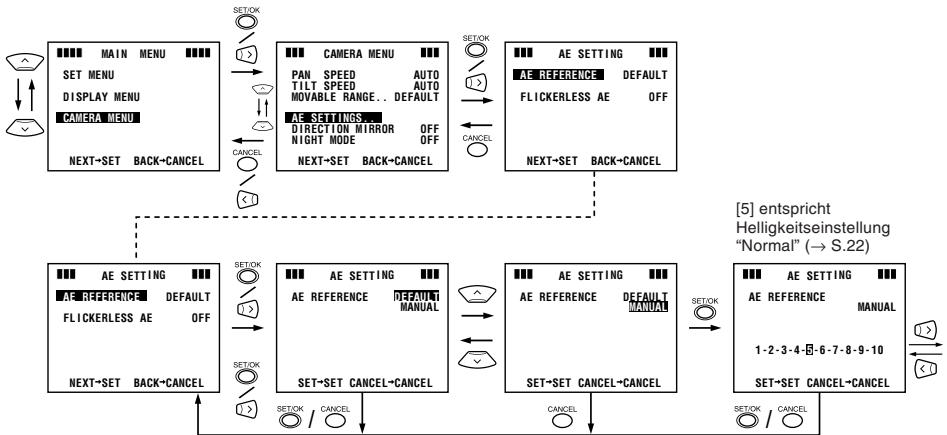 SET/OK
MAIN MENU
SET MENU
DISPLAY MENU
CAMERA MENU
NEXT→SET BACK→CANCEL
CANCEL
CAMERA MENU
PAN SPEED AUTO
TILT SPEED AUTO
MOVABLE RANGE.. DEFAULT
AE SETTINGS..
DIRECTION MIRROR OFF
NIGHT MODE OFF
NEXT→SET BACK→CANCEL
SET/OK
CANCEL
AE SETTING
AE REFERENCE DEFAULT
FLICKERLESS AE OFF
NEXT→SET BACK→CANCEL
[5] entspricht
Helligkeitseinstellung
“Normal” (→ S.22)
AE SETTING
AE REFERENCE DEFAULT
FLICKERLESS AE OFF
NEXT→SET BACK→CANCEL
SET/OK
SET/OK
AE SETTING
AE REFERENCE DEFAULT
MANUAL
SET→SET CANCEL→CANCEL
SET/OK / CANCEL
AE SETTING
AE REFERENCE DEFAULT
MANUAL
SET→SET CANCEL→CANCEL
CANCEL
SET/OK
AE SETTING
AE REFERENCE
MANUAL
1-2-3-4-5-6-7-8-9-10
SET→SET CANCEL→CANCEL
SET/OK / CANCEL